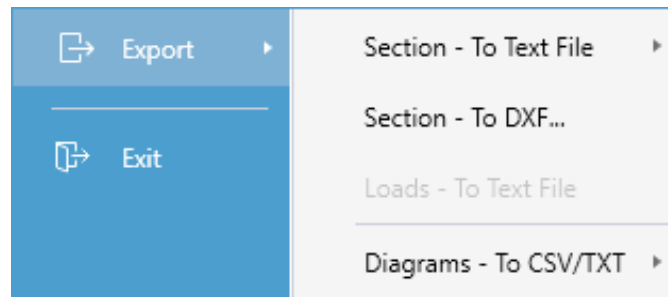 Export
Exit
Section - To Text File
Section - To DXF...
Loads - To Text File
Diagrams - To CSV/TXT